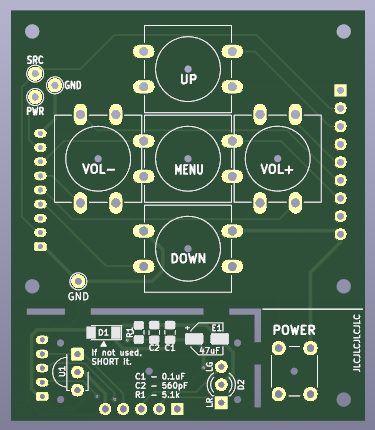 SRC
GND
PWR
UP
VOL-
MENU
VOL+
DOWN
GND
D1
R1
C2
C1
+
E1
47uF
POWER
JLCJLCJLCJLC
If not used,
SHORT it.
U1
C1 - 0.1uF
C2 - 560pF
R1 - 5.1k
LG
D2
LR